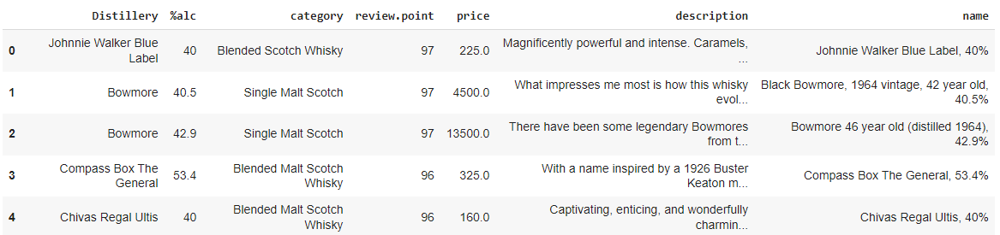 Distillery %alc category review.point price description name
0 Johnnie Walker Blue Label 40 Blended Scotch Whisky 97 225.0 Magnificently powerful and intense. Caramels, ... Johnnie Walker Blue Label, 40%
1 Bowmore 40.5 Single Malt Scotch 97 4500.0 What impresses me most is how this whisky evol... Black Bowmore, 1964 vintage, 42 year old, 40.5%
2 Bowmore 42.9 Single Malt Scotch 97 13500.0 There have been some legendary Bowmores from t... Bowmore 46 year old (distilled 1964), 42.9%
3 Compass Box The General 53.4 Blended Malt Scotch Whisky 96 325.0 With a name inspired by a 1926 Buster Keaton m... Compass Box The General, 53.4%
4 Chivas Regal Ultis 40 Blended Malt Scotch Whisky 96 160.0 Captivating, enticing, and wonderfully charmin... Chivas Regal Ultis, 40%